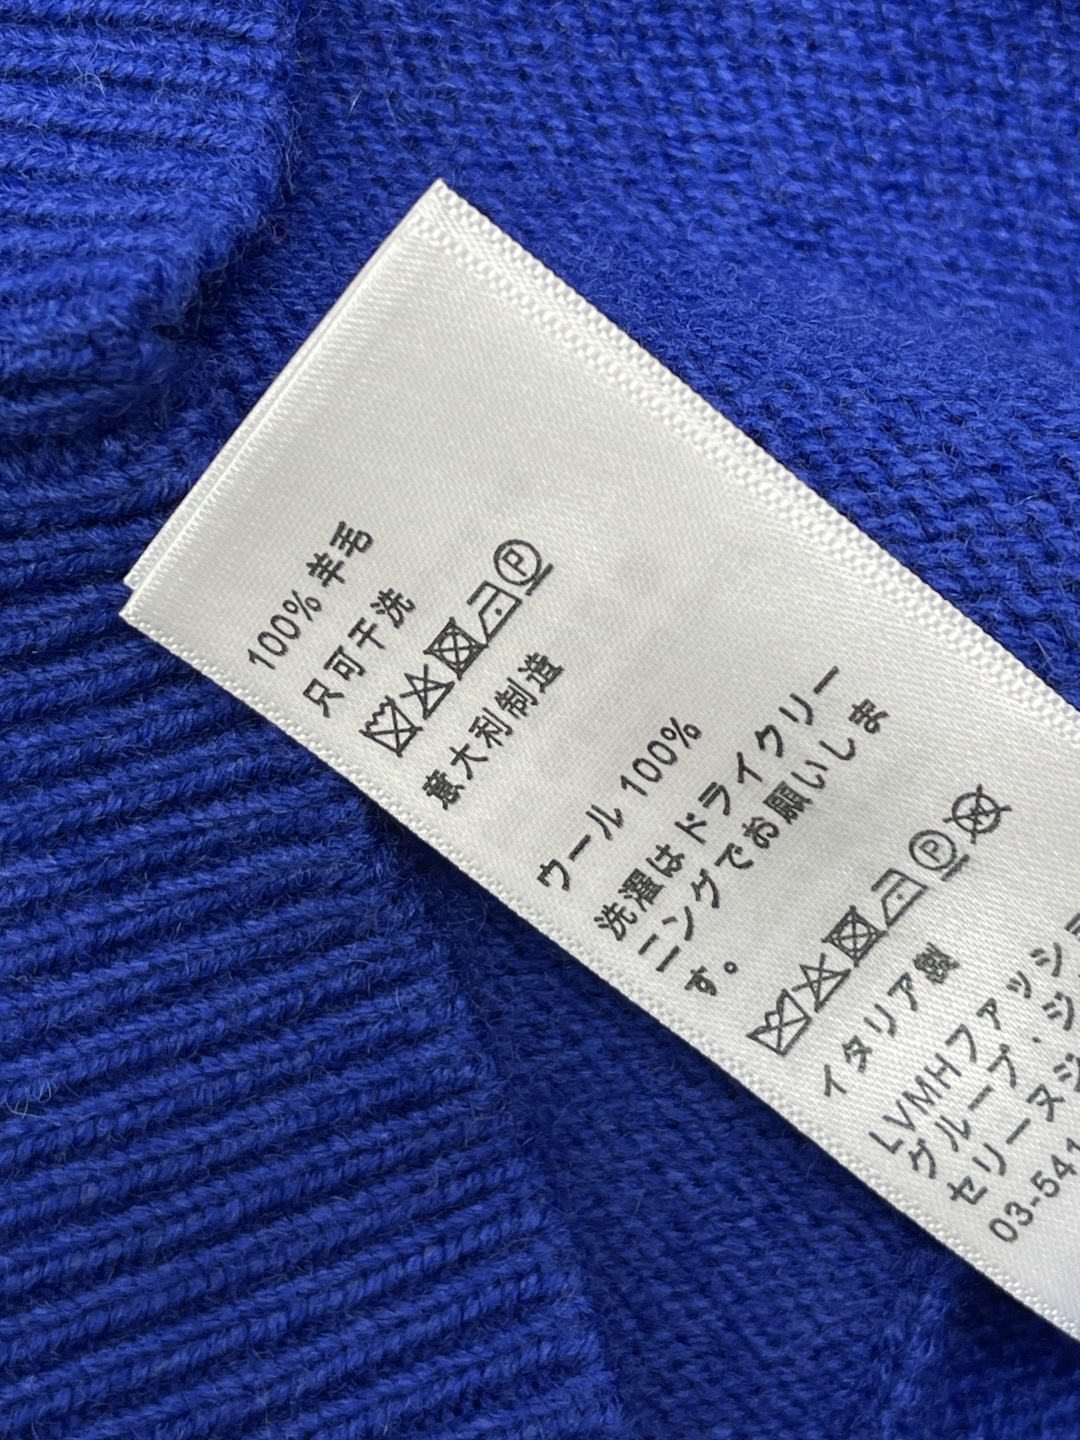 100% 羊毛
只可干洗
P
意大利制造
ウール 100%
洗濯はドライクリー
ニングでお願いしま
す。
P W
イタリア製
LVMHファッショ
グループ・ジ
セリーヌジ
03-541